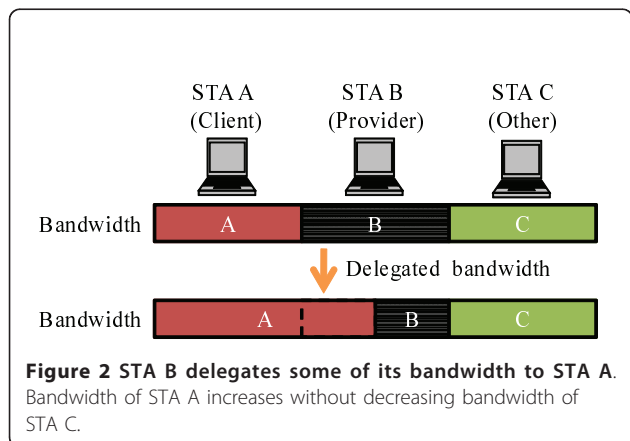 STA A STA B STA C
(Client) (Provider) (Other)
Bandwidth A B C
Delegated bandwidth
Bandwidth A B C
Figure 2 STA B delegates some of its bandwidth to STA A.
Bandwidth of STA A increases without decreasing bandwidth of
STA C.